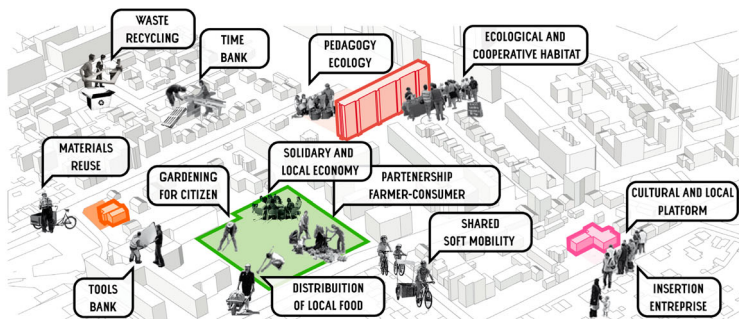 WASTE
RECYCLING
TIME
BANK
PEDAGOGY
ECOLOGY
ECOLOGICAL AND
COOPERATIVE HABITAT
MATERIALS
REUSE
GARDENING
FOR CITIZEN
SOLIDARY AND
LOCAL ECONOMY
PARTENERSHIP
FARMER-CONSUMER
CULTURAL AND LOCAL
PLATFORM
SHARED
SOFT MOBILITY
TOOLS
BANK
DISTRIBUITION
OF LOCAL FOOD
INSERTION
ENTREPRISE